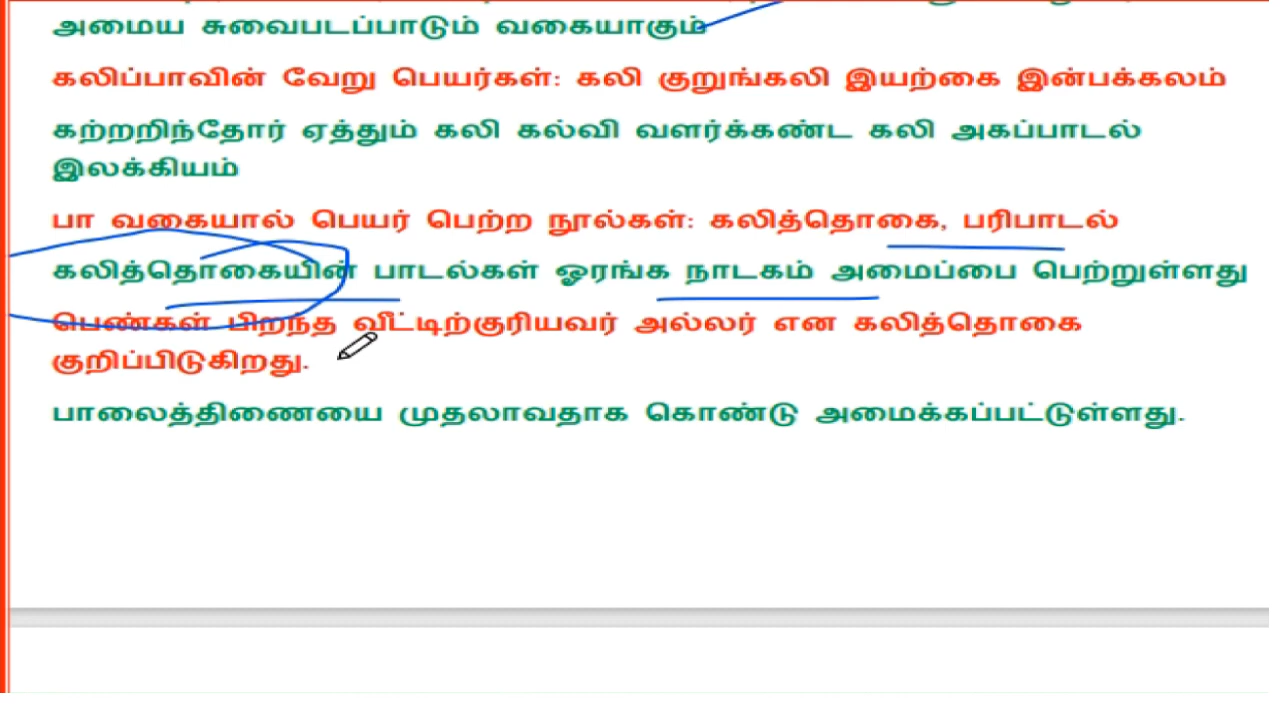 அமைய சுவைபடப்பாடும் வகையாகும்
கலிப்பாவின் வேறு பெயர்கள்: கலி குறுங்கலி இயற்கை இன்பக்கலம்
கற்றறிந்தோர் ஏத்தும் கலி கல்வி வளர்க்கண்ட கலி அகப்பாடல்
இலக்கியம்
பா வகையால் பெயர் பெற்ற நூல்கள்: கலித்தொகை, பரிபாடல்
கலித்தொகையின் பாடல்கள் ஓரங்க நாடகம் அமைப்பை பெற்றுள்ளது
பெண்கள் பிறந்த வீட்டிற்குரியவர் அல்லர் என கலித்தொகை
குறிப்பிடுகிறது.
பாலைத்திணையை முதலாவதாக கொண்டு அமைக்கப்பட்டுள்ளது.